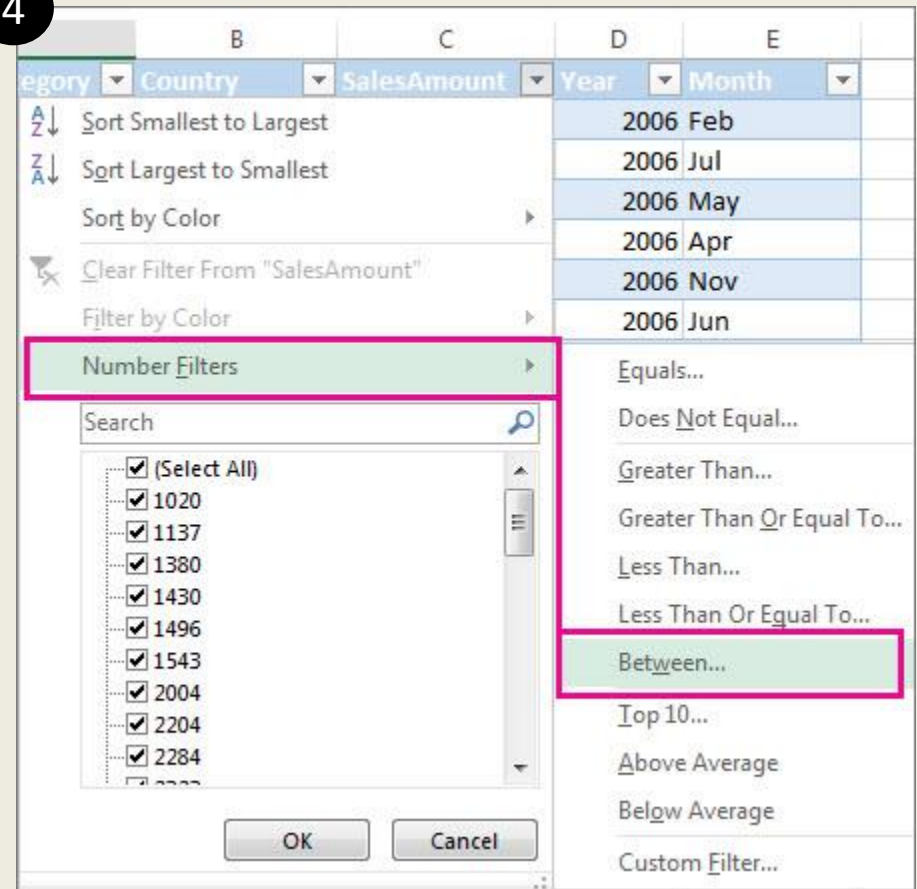 4
B C D E
egory Country SalesAmount Year Month
Sort Smallest to Largest
Sort Largest to Smallest
Sort by Color
Clear Filter From "SalesAmount"
Filter by Color
Number Filters
Search
(Select All)
1020
1137
1380
1430
1496
1543
2004
2204
2284
OK Cancel
2006 Feb
2006 Jul
2006 May
2006 Apr
2006 Nov
2006 Jun
Equals...
Does Not Equal...
Greater Than...
Greater Than Or Equal To...
Less Than...
Less Than Or Equal To...
Between...
Top 10...
Above Average
Below Average
Custom Filter...